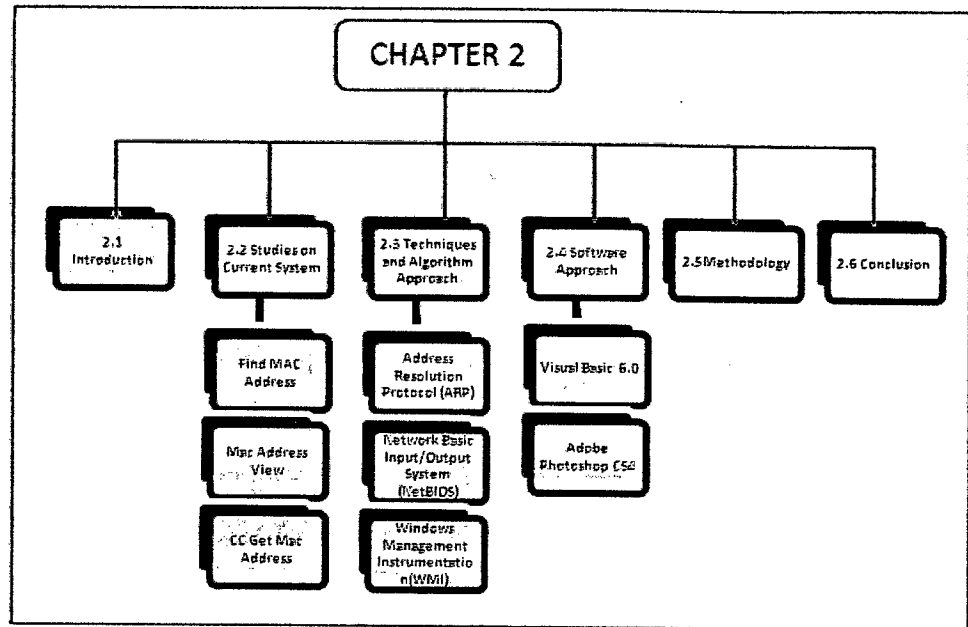 CHAPTER 2
2.1
Introduction
2.2 Studies on
Current System
2.3 Techniques
and Algorithm
Approach
2.4 Software
Approach
2.5 Methodology
2.6 Conclusion
Find MAC
Address
Mac Address
View
CC Get Mac
Address
Address
Resolution
Protocol (ARP)
Network Basic
Input/Output
System
(NetBIOS)
Windows
Management
Instrumentatio
n(WMI)
Visual Basic 6.0
Adobe
Photoshop CS4